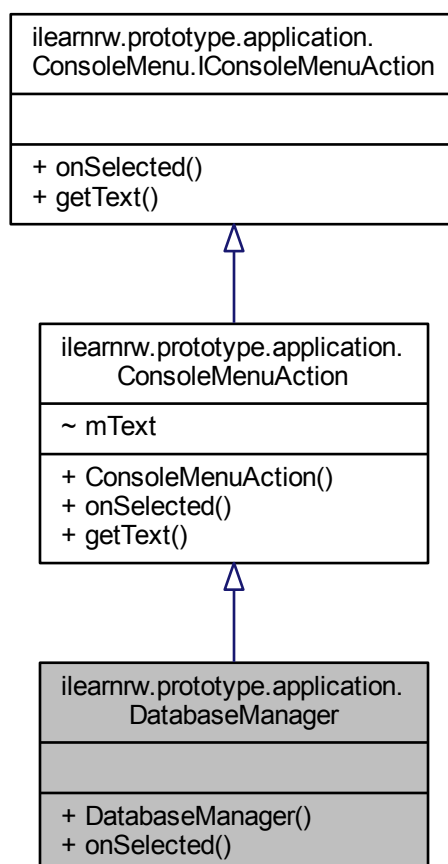 ilearnrw.prototype.application.
ConsoleMenu.IConsoleMenuAction
+ onSelected()
+ getText()
ilearnrw.prototype.application.
ConsoleMenuAction
~ mText
+ ConsoleMenuAction()
+ onSelected()
+ getText()
ilearnrw.prototype.application.
DatabaseManager
+ DatabaseManager()
+ onSelected()